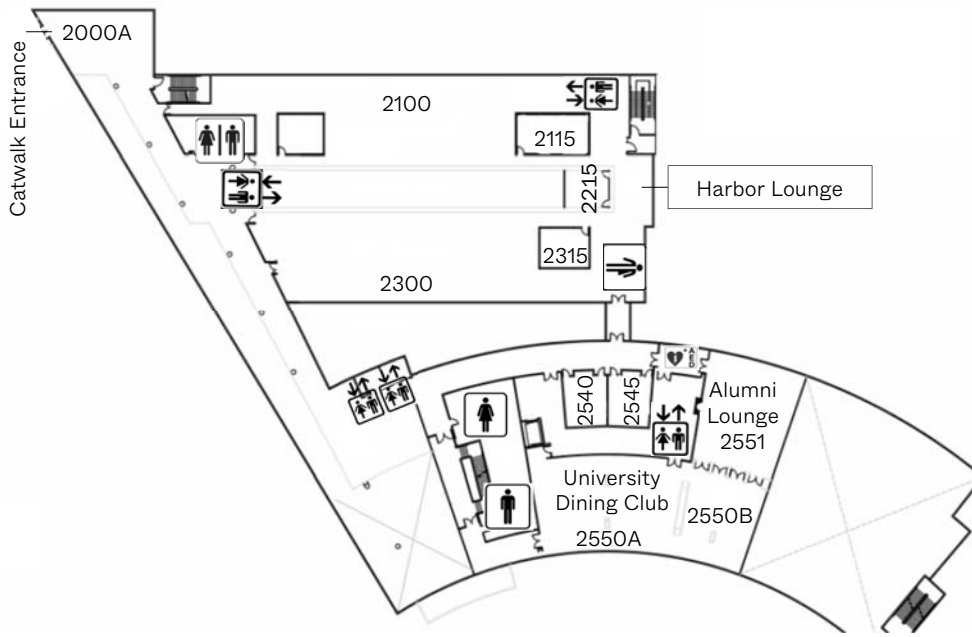 2000A
Catwalk Entrance
2100
2115
2215
Harbor Lounge
2315
2300
AED
2540
2545
Alumni
Lounge
2551
University
Dining Club
2550B
2550A